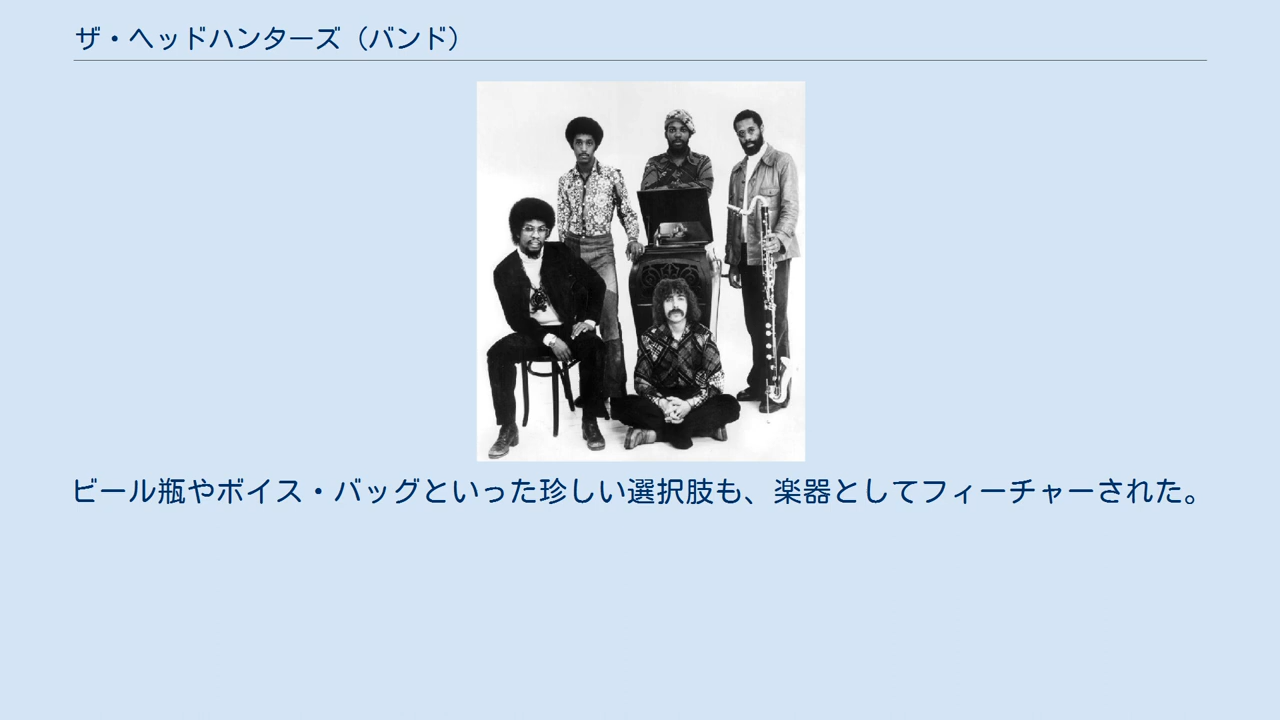 ザ・ヘッドハンターズ（バンド）
ビール瓶やボイス・バッグといった珍しい選択肢も、楽器としてフィーチャーされた。